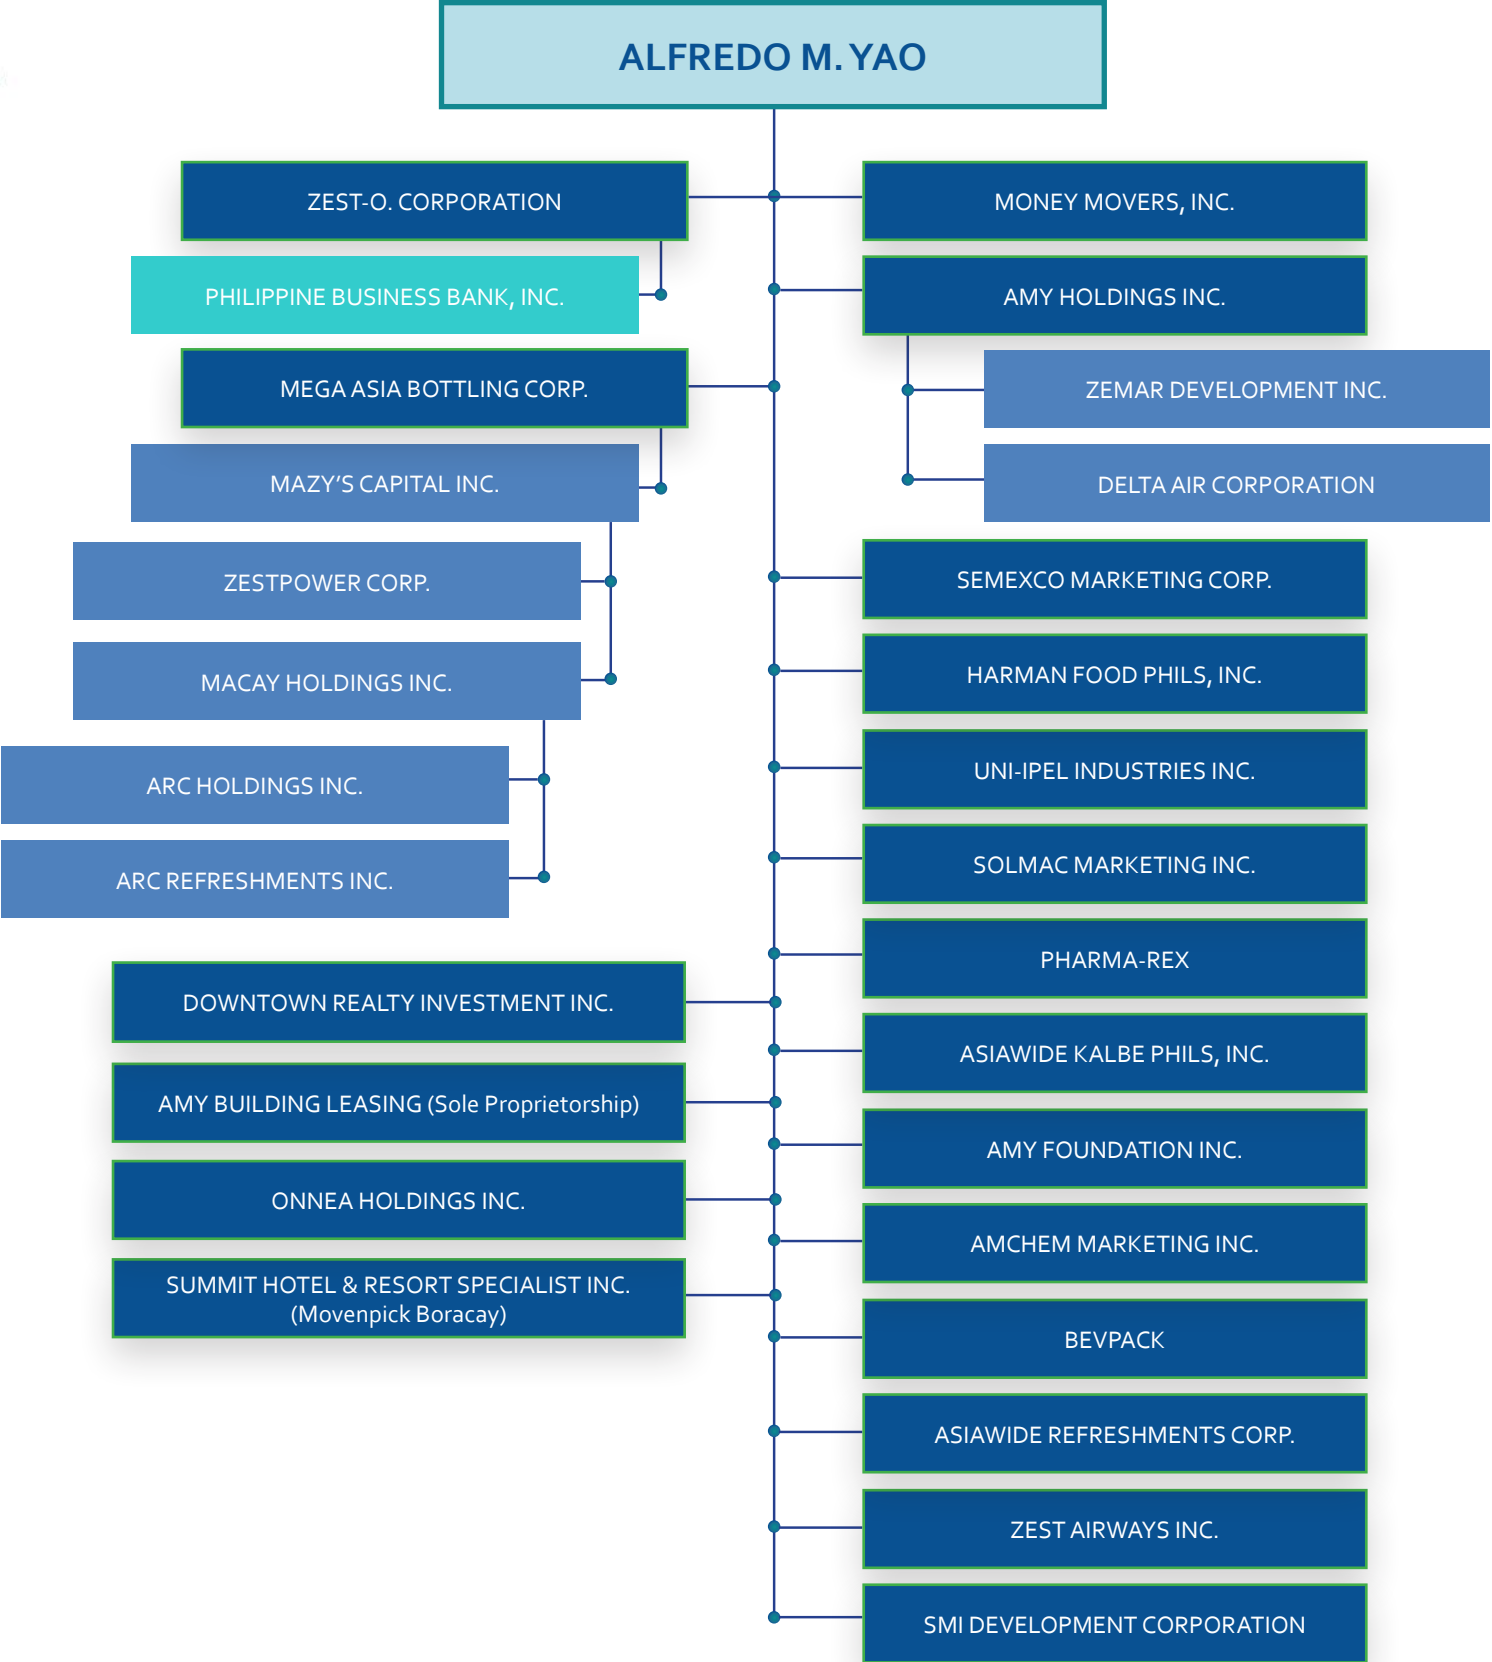 ALFREDO M. YAO
ZEST-O. CORPORATION
PHILIPPINE BUSINESS BANK, INC.
MEGA ASIA BOTTLING CORP.
MAZY'S CAPITAL INC.
ZESTPOWER CORP.
MACAY HOLDINGS INC.
ARC HOLDINGS INC.
ARC REFRESHMENTS INC.
DOWNTOWN REALTY INVESTMENT INC.
AMY BUILDING LEASING (Sole Proprietorship)
ONNEA HOLDINGS INC.
SUMMIT HOTEL & RESORT SPECIALIST INC.
(Movenpick Boracay)
MONEY MOVERS, INC.
AMY HOLDINGS INC.
ZEMAR DEVELOPMENT INC.
DELTA AIR CORPORATION
SEMEXCO MARKETING CORP.
HARMAN FOOD PHILS, INC.
UNI-IPEL INDUSTRIES INC.
SOLMAC MARKETING INC.
PHARMA-REX
ASIAWIDE KALBE PHILS, INC.
AMY FOUNDATION INC.
AMCHEM MARKETING INC.
BEVPACK
ASIAWIDE REFRESHMENTS CORP.
ZEST AIRWAYS INC.
SMI DEVELOPMENT CORPORATION